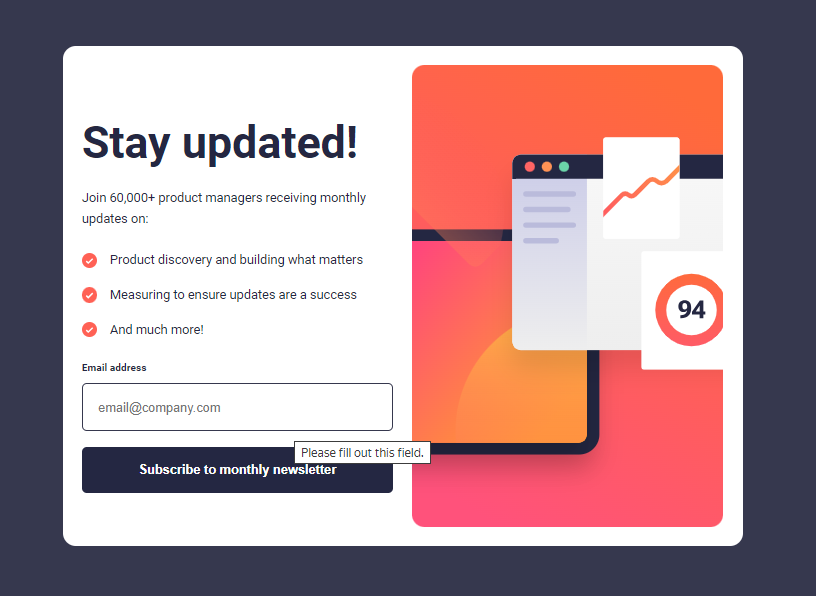 Stay updated!
Join 60,000+ product managers receiving monthly
updates on:
Product discovery and building what matters
Measuring to ensure updates are a success
And much more!
Email address
email@company.com
Please fill out this field.
Subscribe to monthly newsletter
94